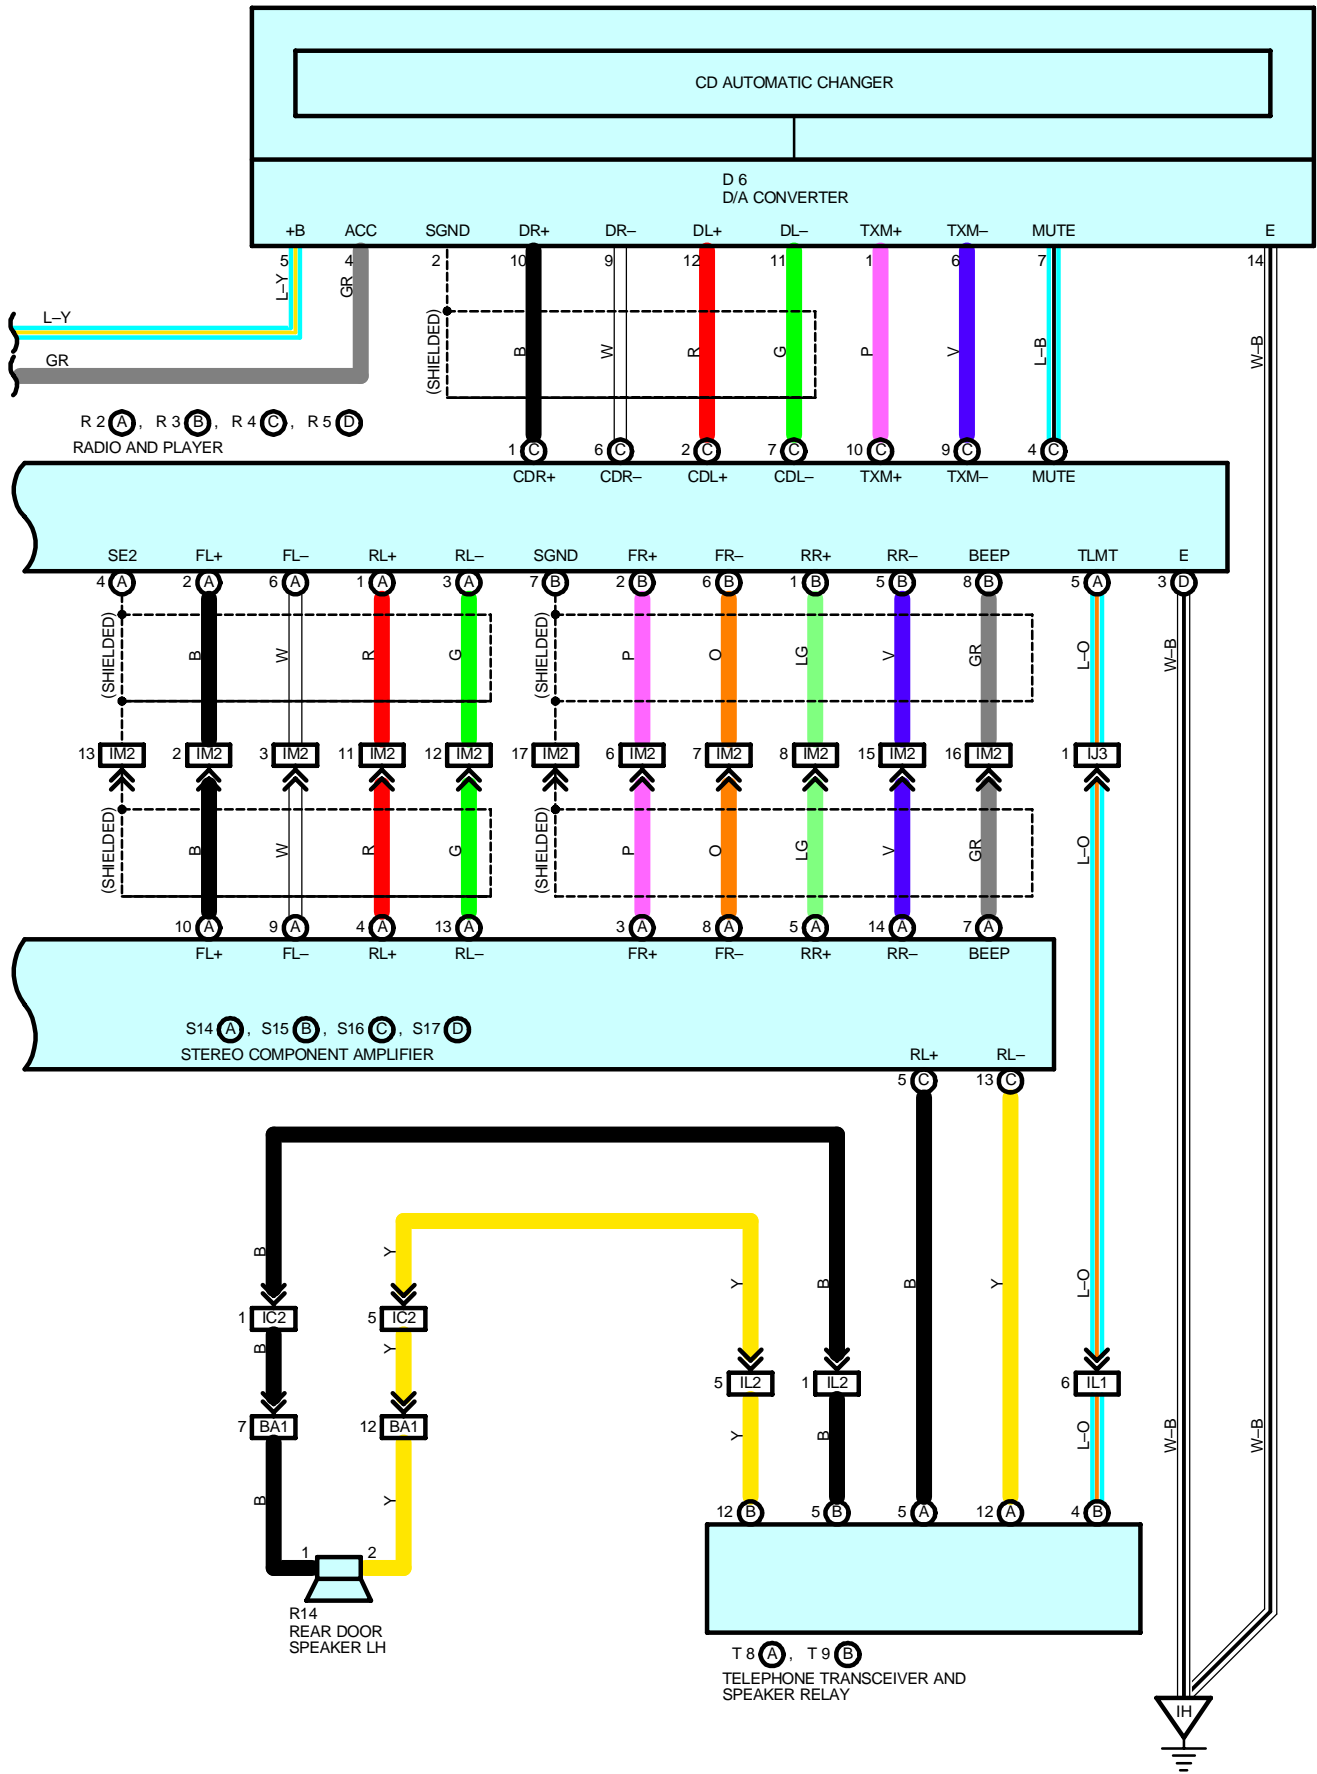 CD AUTOMATIC CHANGER
D 6
D/A CONVERTER
+B ACC SGND DR+ DR– DL+ DL– TXM+ TXM– MUTE E
5 4 2 10 9 12 11 1 6 7 14
L–Y GR
L–Y
GR
(SHIELDED) B W R G P V L–B W–B
R 2 A , R 3 B , R 4 C , R 5 D
RADIO AND PLAYER
1 C 6 C 2 C 7 C 10 C 9 C 4 C
CDR+ CDR– CDL+ CDL– TXM+ TXM– MUTE
SE2 FL+ FL– RL+ RL– SGND FR+ FR– RR+ RR– BEEP TLMT E
4 A 2 A 6 A 1 A 3 A 7 B 2 B 6 B 1 B 5 B 8 B 5 A 3 D
(SHIELDED) B W R G (SHIELDED) P O LG V GR L–O W–B
13 IM2 2 IM2 3 IM2 11 IM2 12 IM2 17 IM2 6 IM2 7 IM2 8 IM2 15 IM2 16 IM2 1 IJ3
(SHIELDED) B W R G (SHIELDED) P O LG V GR L–O
10 A 9 A 4 A 13 A 3 A 8 A 5 A 14 A 7 A
FL+ FL– RL+ RL– FR+ FR– RR+ RR– BEEP
S14 A , S15 B , S16 C , S17 D
STEREO COMPONENT AMPLIFIER
RL+ RL–
5 C 13 C
B Y
Y B B Y L–O
1 IC2 5 IC2
B Y
5 IL2 1 IL2 6 IL1
7 BA1 12 BA1
Y B L–O W–B W–B
B Y
12 B 5 B 5 A 12 A 4 B
1 2
R14
REAR DOOR
SPEAKER LH
T 8 A , T 9 B
TELEPHONE TRANSCEIVER AND
SPEAKER RELAY
IH